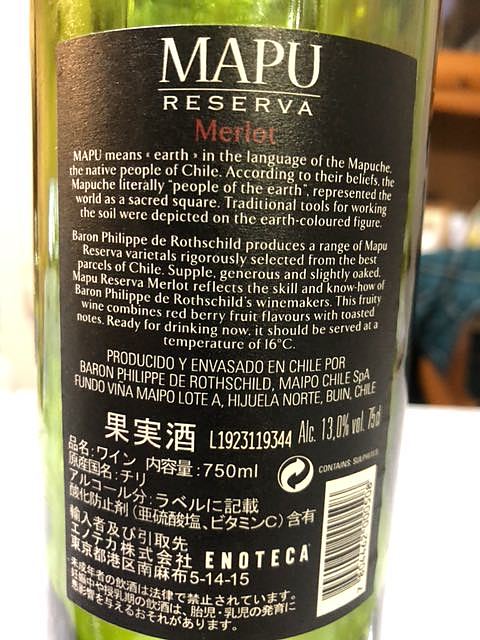 MAPU
RESERVA
Merlot
MAPU means « earth » in the language of the Mapuche,
the native people of Chile. According to their beliefs, the
Mapuche literally "people of the earth", represented the
world as a sacred square. Traditional tools for working
the soil were depicted on the earth-coloured figure.
Baron Philippe de Rothschild produces a range of Mapu
Reserva varietals rigorously selected from the best
parcels of Chile. Supple, generous and slightly oaked,
Mapu Reserva Merlot reflects the skill and know-how of
Baron Philippe de Rothschild's winemakers. This fruity
wine combines red berry fruit flavours with toasted
notes. Ready for drinking now, it should be served at a
temperature of 16°C.
PRODUCIDO Y ENVASADO EN CHILE POR
BARON PHILIPPE DE ROTHSCHILD, MAIPO CHILE SpA
FUNDO VIÑA MAIPO LOTE A, HIJUELA NORTE, BUIN, CHILE
果実酒 L1923119344 Alc. 13,0% vol. 75cl
品名:ワイン 内容量:750ml
CONTAINS: SULPHITES
原産国名:チリ
アルコール分:ラベルに記載
酸化防止剤(亜硫酸塩、ビタミンC)含有
輸入者及び引取先
エノテカ株式会社 ENOTECA
東京都港区南麻布5-14-15
未成年者の飲酒は法律で禁止されています。
妊娠中や授乳期の飲酒は、胎児・乳児の発育に
悪影響を与えるおそれがあります。